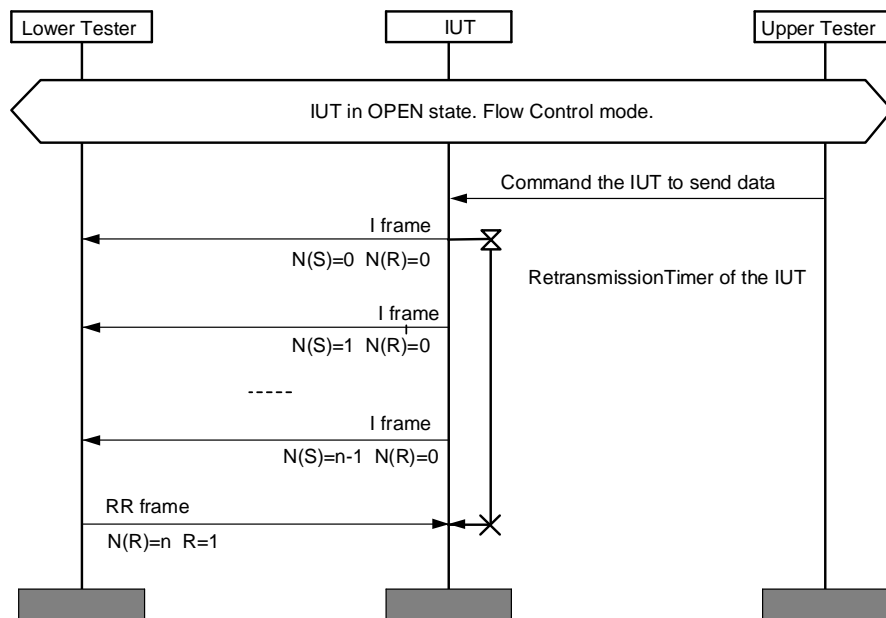 Lower Tester
IUT
Upper Tester
IUT in OPEN state. Flow Control mode.
Command the IUT to send data
I frame
N(S)=0 N(R)=0
RetransmissionTimer of the IUT
I frame
N(S)=1 N(R)=0
-----
I frame
N(S)=n-1 N(R)=0
RR frame
N(R)=n R=1